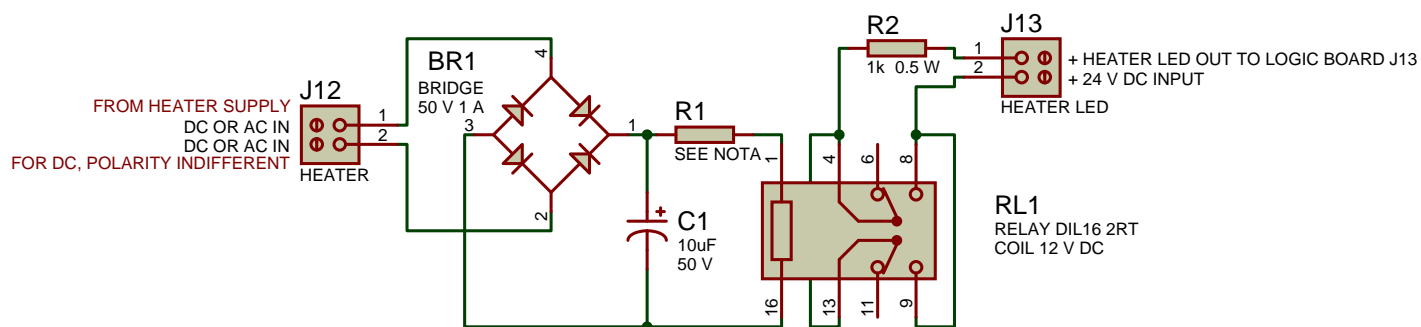 J12
FROM HEATER SUPPLY
DC OR AC IN
DC OR AC IN
FOR DC, POLARITY INDIFFERENT
HEATER
1
2
BR1
BRIDGE
50 V 1 A
4
3
1
2
R1
SEE NOTA
C1
10uF
50 V
+
R2
1k 0.5 W
J13
1
2
+ HEATER LED OUT TO LOGIC BOARD J13
+ 24 V DC INPUT
HEATER LED
1
4
6
8
16
13
11
9
RL1
RELAY DIL16 2RT
COIL 12 V DC